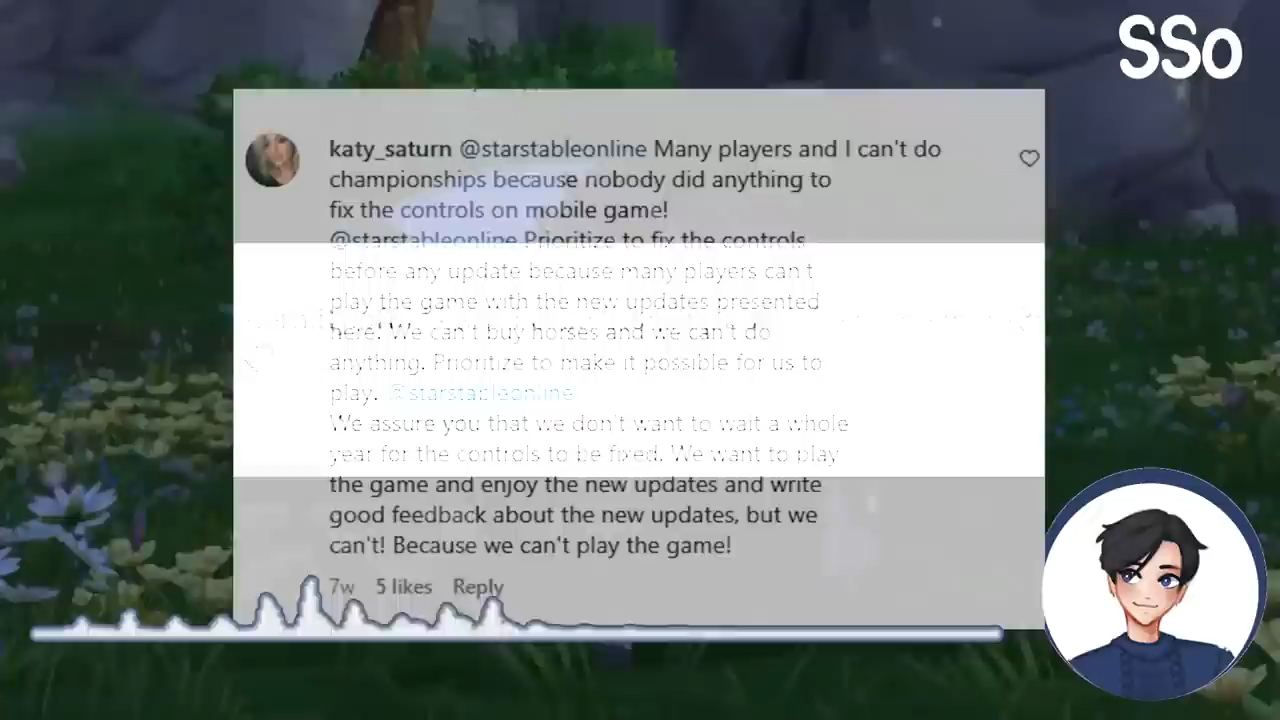 SSo
katy_saturn @starstableonline Many players and I can't do
championships because nobody did anything to
fix the controls on mobile game!
@starstableonline Prioritize to fix the controls
before any update because many players can't
play the game with the new updates presented
here! We can't buy horses and we can't do
anything. Prioritize to make it possible for us to
play. @starstableonline
We assure you that we don't want to wait a whole
year for the controls to be fixed. We want to play
the game and enjoy the new updates and write
good feedback about the new updates, but we
can't! Because we can't play the game!
7w 5 likes Reply